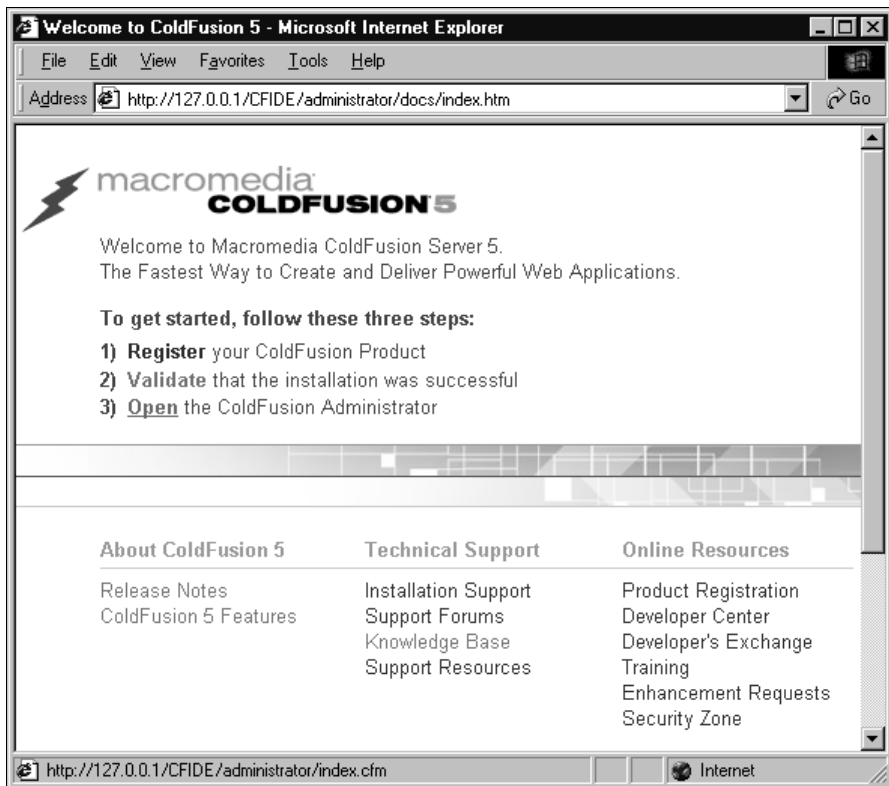 Welcome to ColdFusion 5 - Microsoft Internet Explorer
File Edit View Favorites Tools Help
Address http://127.0.0.1/CFIDE/administrator/docs/index.htm Go
macromedia
COLDFUSION 5
Welcome to Macromedia ColdFusion Server 5.
The Fastest Way to Create and Deliver Powerful Web Applications.
To get started, follow these three steps:
1) Register your ColdFusion Product
2) Validate that the installation was successful
3) Open the ColdFusion Administrator
About ColdFusion 5
Release Notes
ColdFusion 5 Features
Technical Support
Installation Support
Support Forums
Knowledge Base
Support Resources
Online Resources
Product Registration
Developer Center
Developer's Exchange
Training
Enhancement Requests
Security Zone
http://127.0.0.1/CFIDE/administrator/index.cfm Internet